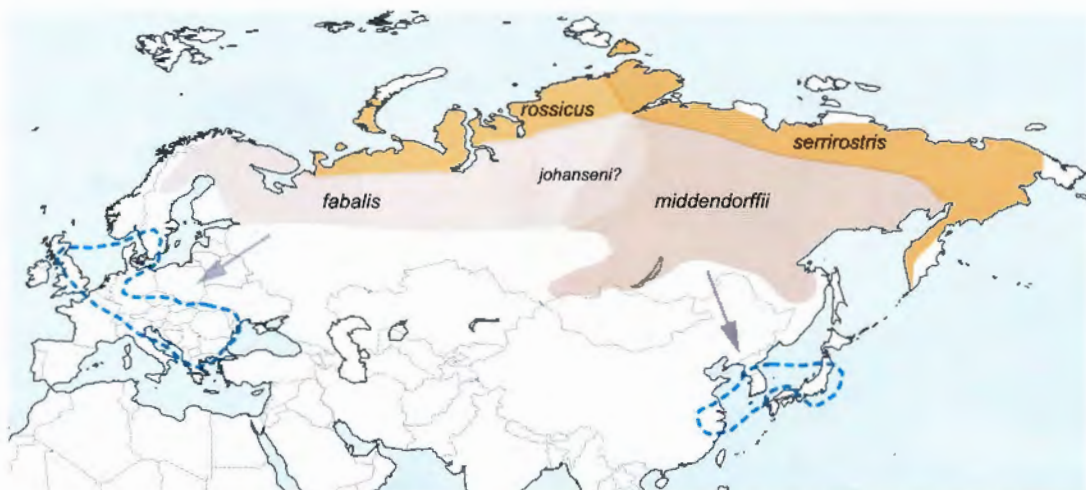 rossicus
serrirostris
johanseni?
fabalis
middendorffii